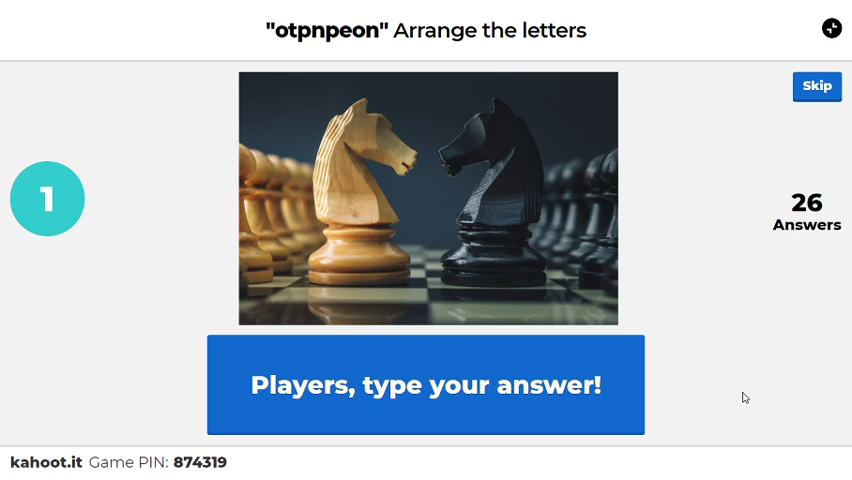 "otpnpeon" Arrange the letters
Skip
1
26
Answers
Players, type your answer!
kahoot.it Game PIN: 874319